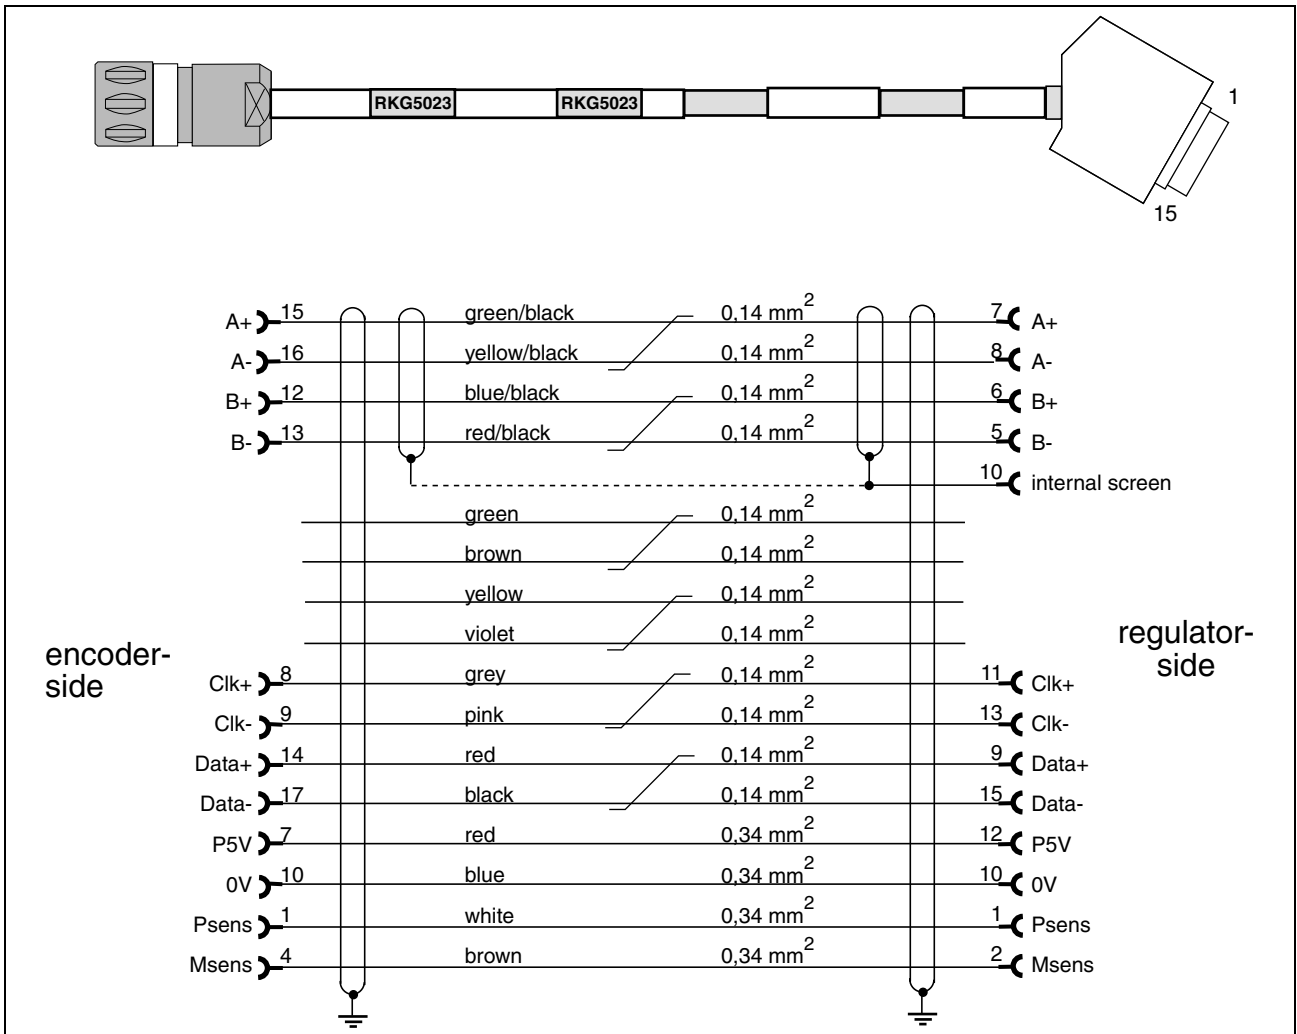 RKG5023 RKG5023
1
15
A+ 15 green/black 0,14 mm2 7 A+
A- 16 yellow/black 0,14 mm2 8 A-
B+ 12 blue/black 0,14 mm2 6 B+
B- 13 red/black 0,14 mm2 5 B-
10 internal screen
green 0,14 mm2
brown 0,14 mm2
yellow 0,14 mm2
violet 0,14 mm2
encoder-
side
regulator-
side
Clk+ 8 grey 0,14 mm2 11 Clk+
Clk- 9 pink 0,14 mm2 13 Clk-
Data+ 14 red 0,14 mm2 9 Data+
Data- 17 black 0,14 mm2 15 Data-
P5V 7 red 0,34 mm2 12 P5V
0V 10 blue 0,34 mm2 10 0V
Psens 1 white 0,34 mm2 1 Psens
Msens 4 brown 0,34 mm2 2 Msens